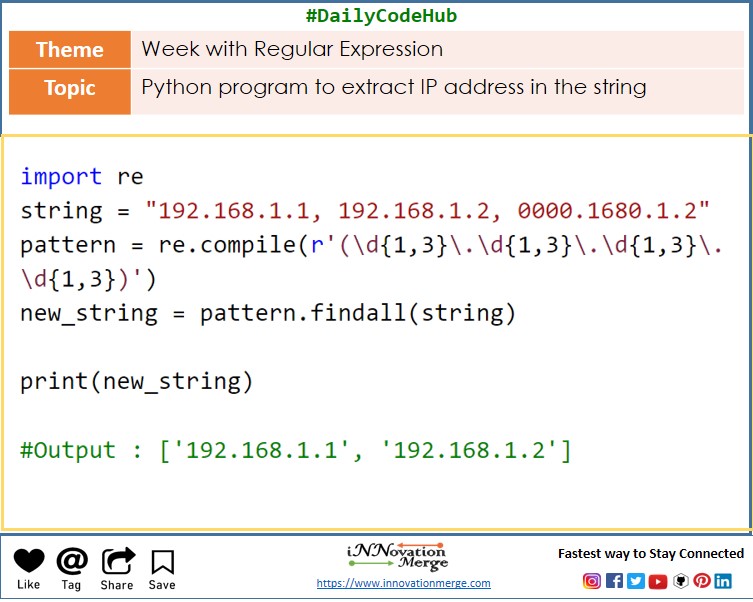 #DailyCodeHub
Theme
Week with Regular Expression
Topic
Python program to extract IP address in the string
import re
string = "192.168.1.1, 192.168.1.2, 0000.1680.1.2"
pattern = re.compile(r'(\d{1,3}\.\d{1,3}\.\d{1,3}\.
\d{1,3})')
new_string = pattern.findall(string)
print(new_string)
#Output : ['192.168.1.1', '192.168.1.2']
Like
Tag
Share
Save
iNNovation
Merge
https://www.innovationmerge.com
Fastest way to Stay Connected